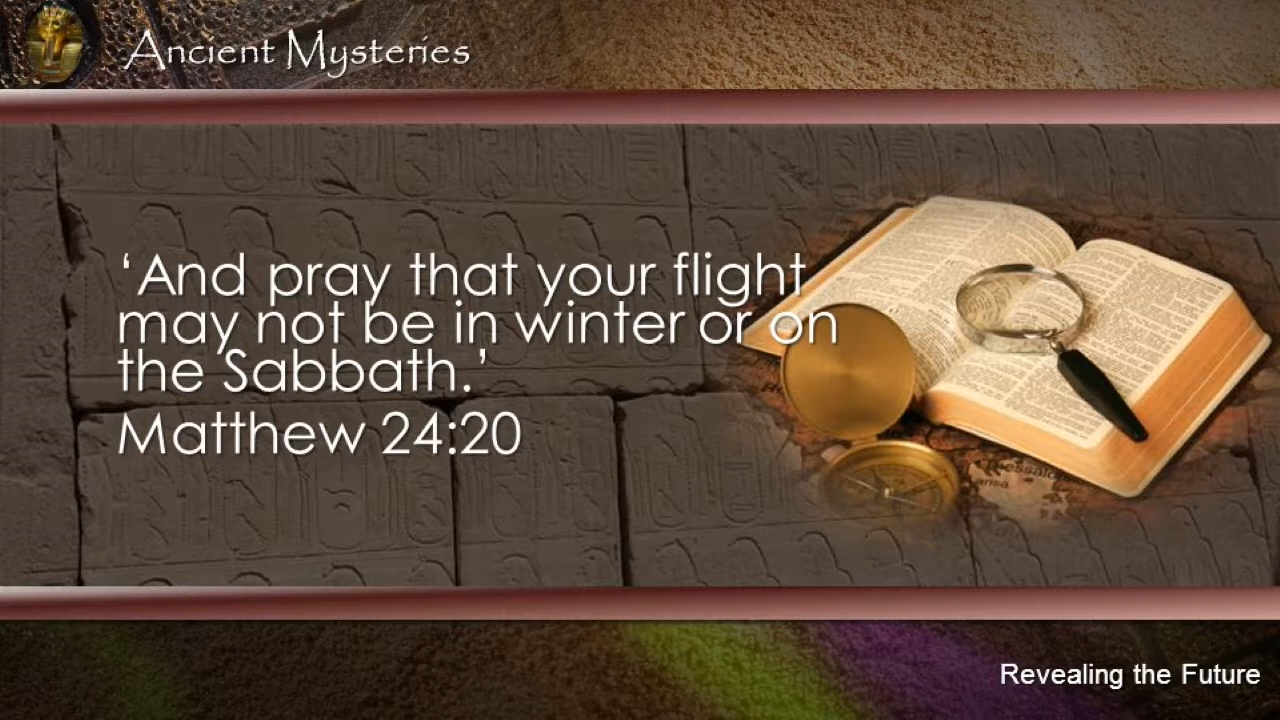 Ancient Mysteries
‘And pray that your flight
may not be in winter or on
the Sabbath.’
Matthew 24:20
Revealing the Future